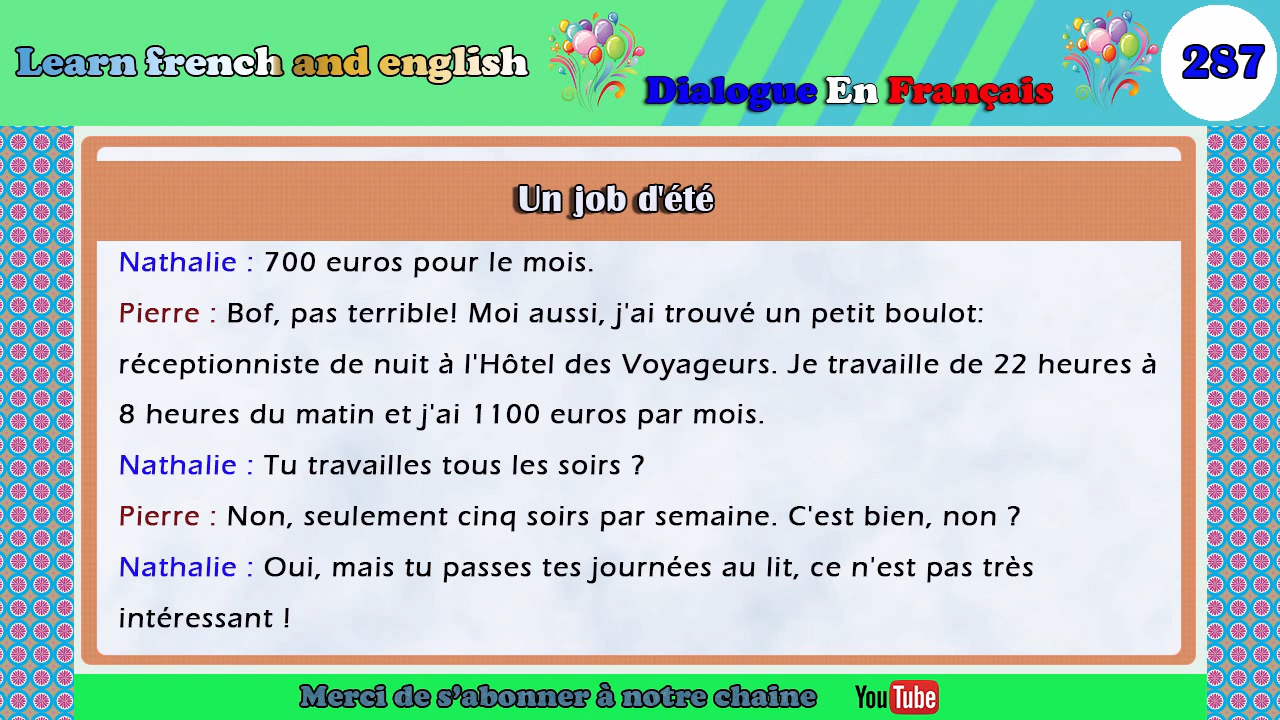 Learn french and english
Dialogue En Français
287
Un job d'été
Nathalie : 700 euros pour le mois.
Pierre : Bof, pas terrible! Moi aussi, j'ai trouvé un petit boulot:
réceptionniste de nuit à l'Hôtel des Voyageurs. Je travaille de 22 heures à
8 heures du matin et j'ai 1100 euros par mois.
Nathalie : Tu travailles tous les soirs ?
Pierre : Non, seulement cinq soirs par semaine. C'est bien, non ?
Nathalie : Oui, mais tu passes tes journées au lit, ce n'est pas très
intéressant !
Merci de s’abonner à notre chaine
YouTube